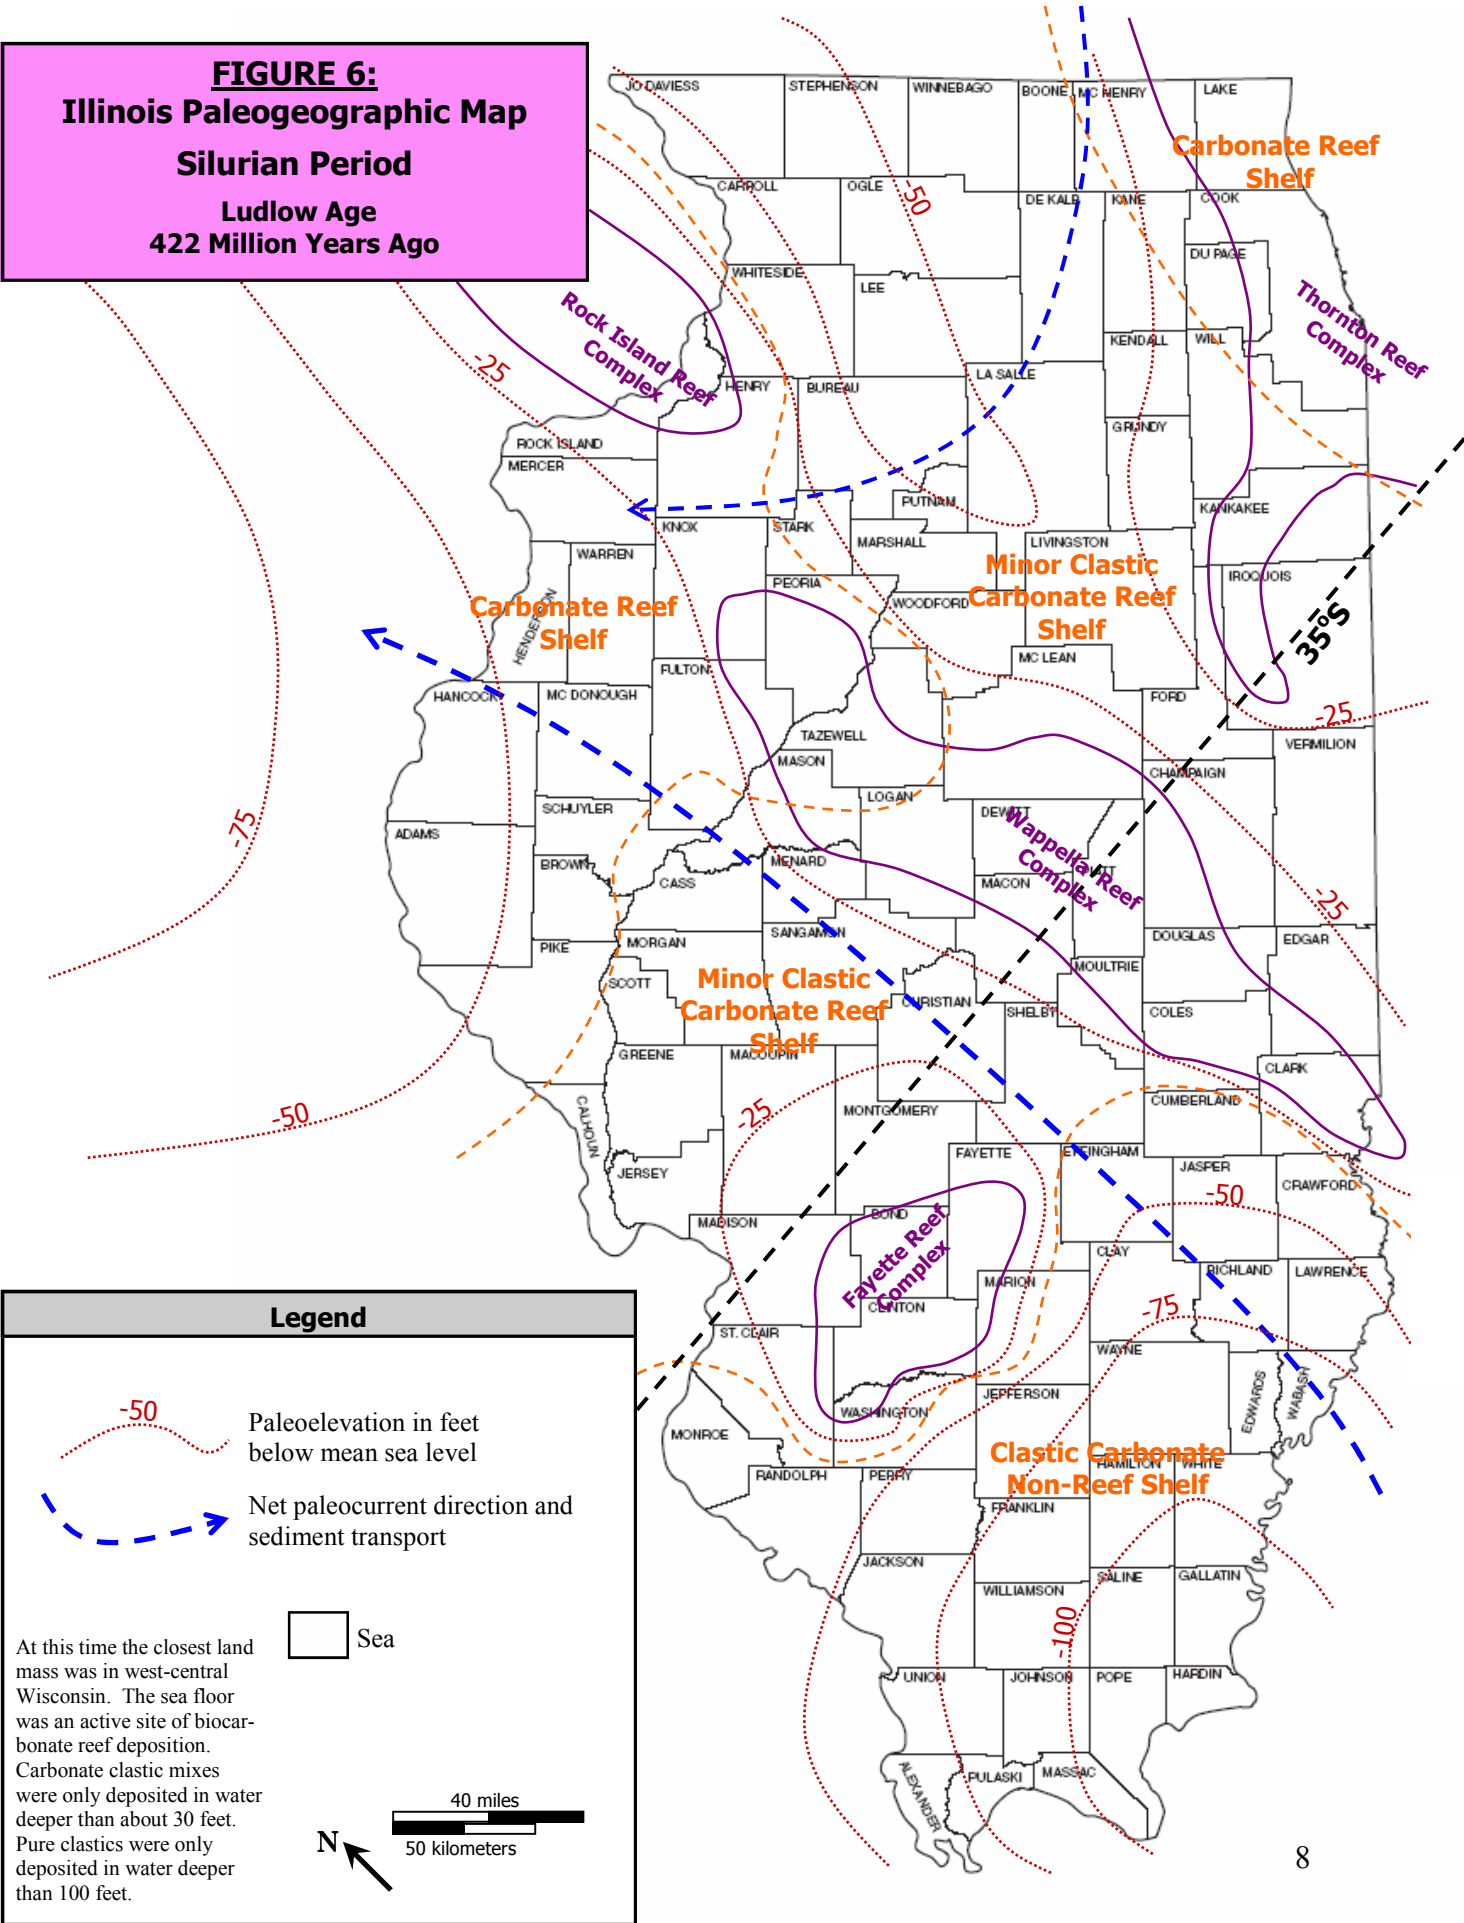 FIGURE 6:
Illinois Paleogeographic Map
Silurian Period
Ludlow Age
422 Million Years Ago
JO DAVIESS
STEPHENSON
WINNEBAGO
BOONE
MC HENRY
LAKE
Carbonate Reef
Shelf
CARROLL
OGLE
-50
DE KALB
KANE
COOK
DU PAGE
WHITESIDE
LEE
Rock Island Reef
Complex
Thornton Reef
Complex
KENDALL
WILL
-25
HENRY
BUREAU
LA SALLE
GRUNDY
ROCK ISLAND
MERCER
PUTNAM
KANKAKEE
KNOX
STARK
MARSHALL
LIVINGSTON
WARREN
Minor Clastic
Carbonate Reef
Shelf
PEORIA
IROQUOIS
WOODFORD
HENDERSON
Carbonate Reef
Shelf
35ºS
MC LEAN
FULTON
HANCOCK
MC DONOUGH
FORD
-25
TAZEWELL
VERMILION
MASON
CHAMPAIGN
LOGAN
SCHUYLER
DEWITT
-75
ADAMS
Wappella Reef
Complex
BROWN
MENARD
CASS
MACON
-25
PIKE
MORGAN
SANGAMON
DOUGLAS
EDGAR
MOULTRIE
SCOTT
Minor Clastic
Carbonate Reef
Shelf
CHRISTIAN
SHELBY
COLES
GREENE
MACOUPIN
CLARK
-50
-25
CALHOUN
MONTGOMERY
CUMBERLAND
FAYETTE
EFFINGHAM
JASPER
JERSEY
CRAWFORD
-50
MADISON
BOND
Fayette Reef
Complex
CLAY
RICHLAND
LAWRENCE
MARION
CLINTON
-75
ST. CLAIR
WAYNE
EDWARDS
WABASH
JEFFERSON
WASHINGTON
MONROE
Clastic Carbonate
Non-Reef Shelf
HAMILTON
WHITE
RANDOLPH
PERRY
FRANKLIN
JACKSON
WILLIAMSON
SALINE
GALLATIN
-100
UNION
JOHNSON
POPE
HARDIN
ALEXANDER
PULASKI
MASSAC
Legend
-50
Paleoelevation in feet
below mean sea level
Net paleocurrent direction and
sediment transport
Sea
At this time the closest land
mass was in west-central
Wisconsin.  The sea floor
was an active site of biocar-
bonate reef deposition.
Carbonate clastic mixes
were only deposited in water
deeper than about 30 feet.
Pure clastics were only
deposited in water deeper
than 100 feet.
N
40 miles
50 kilometers
8